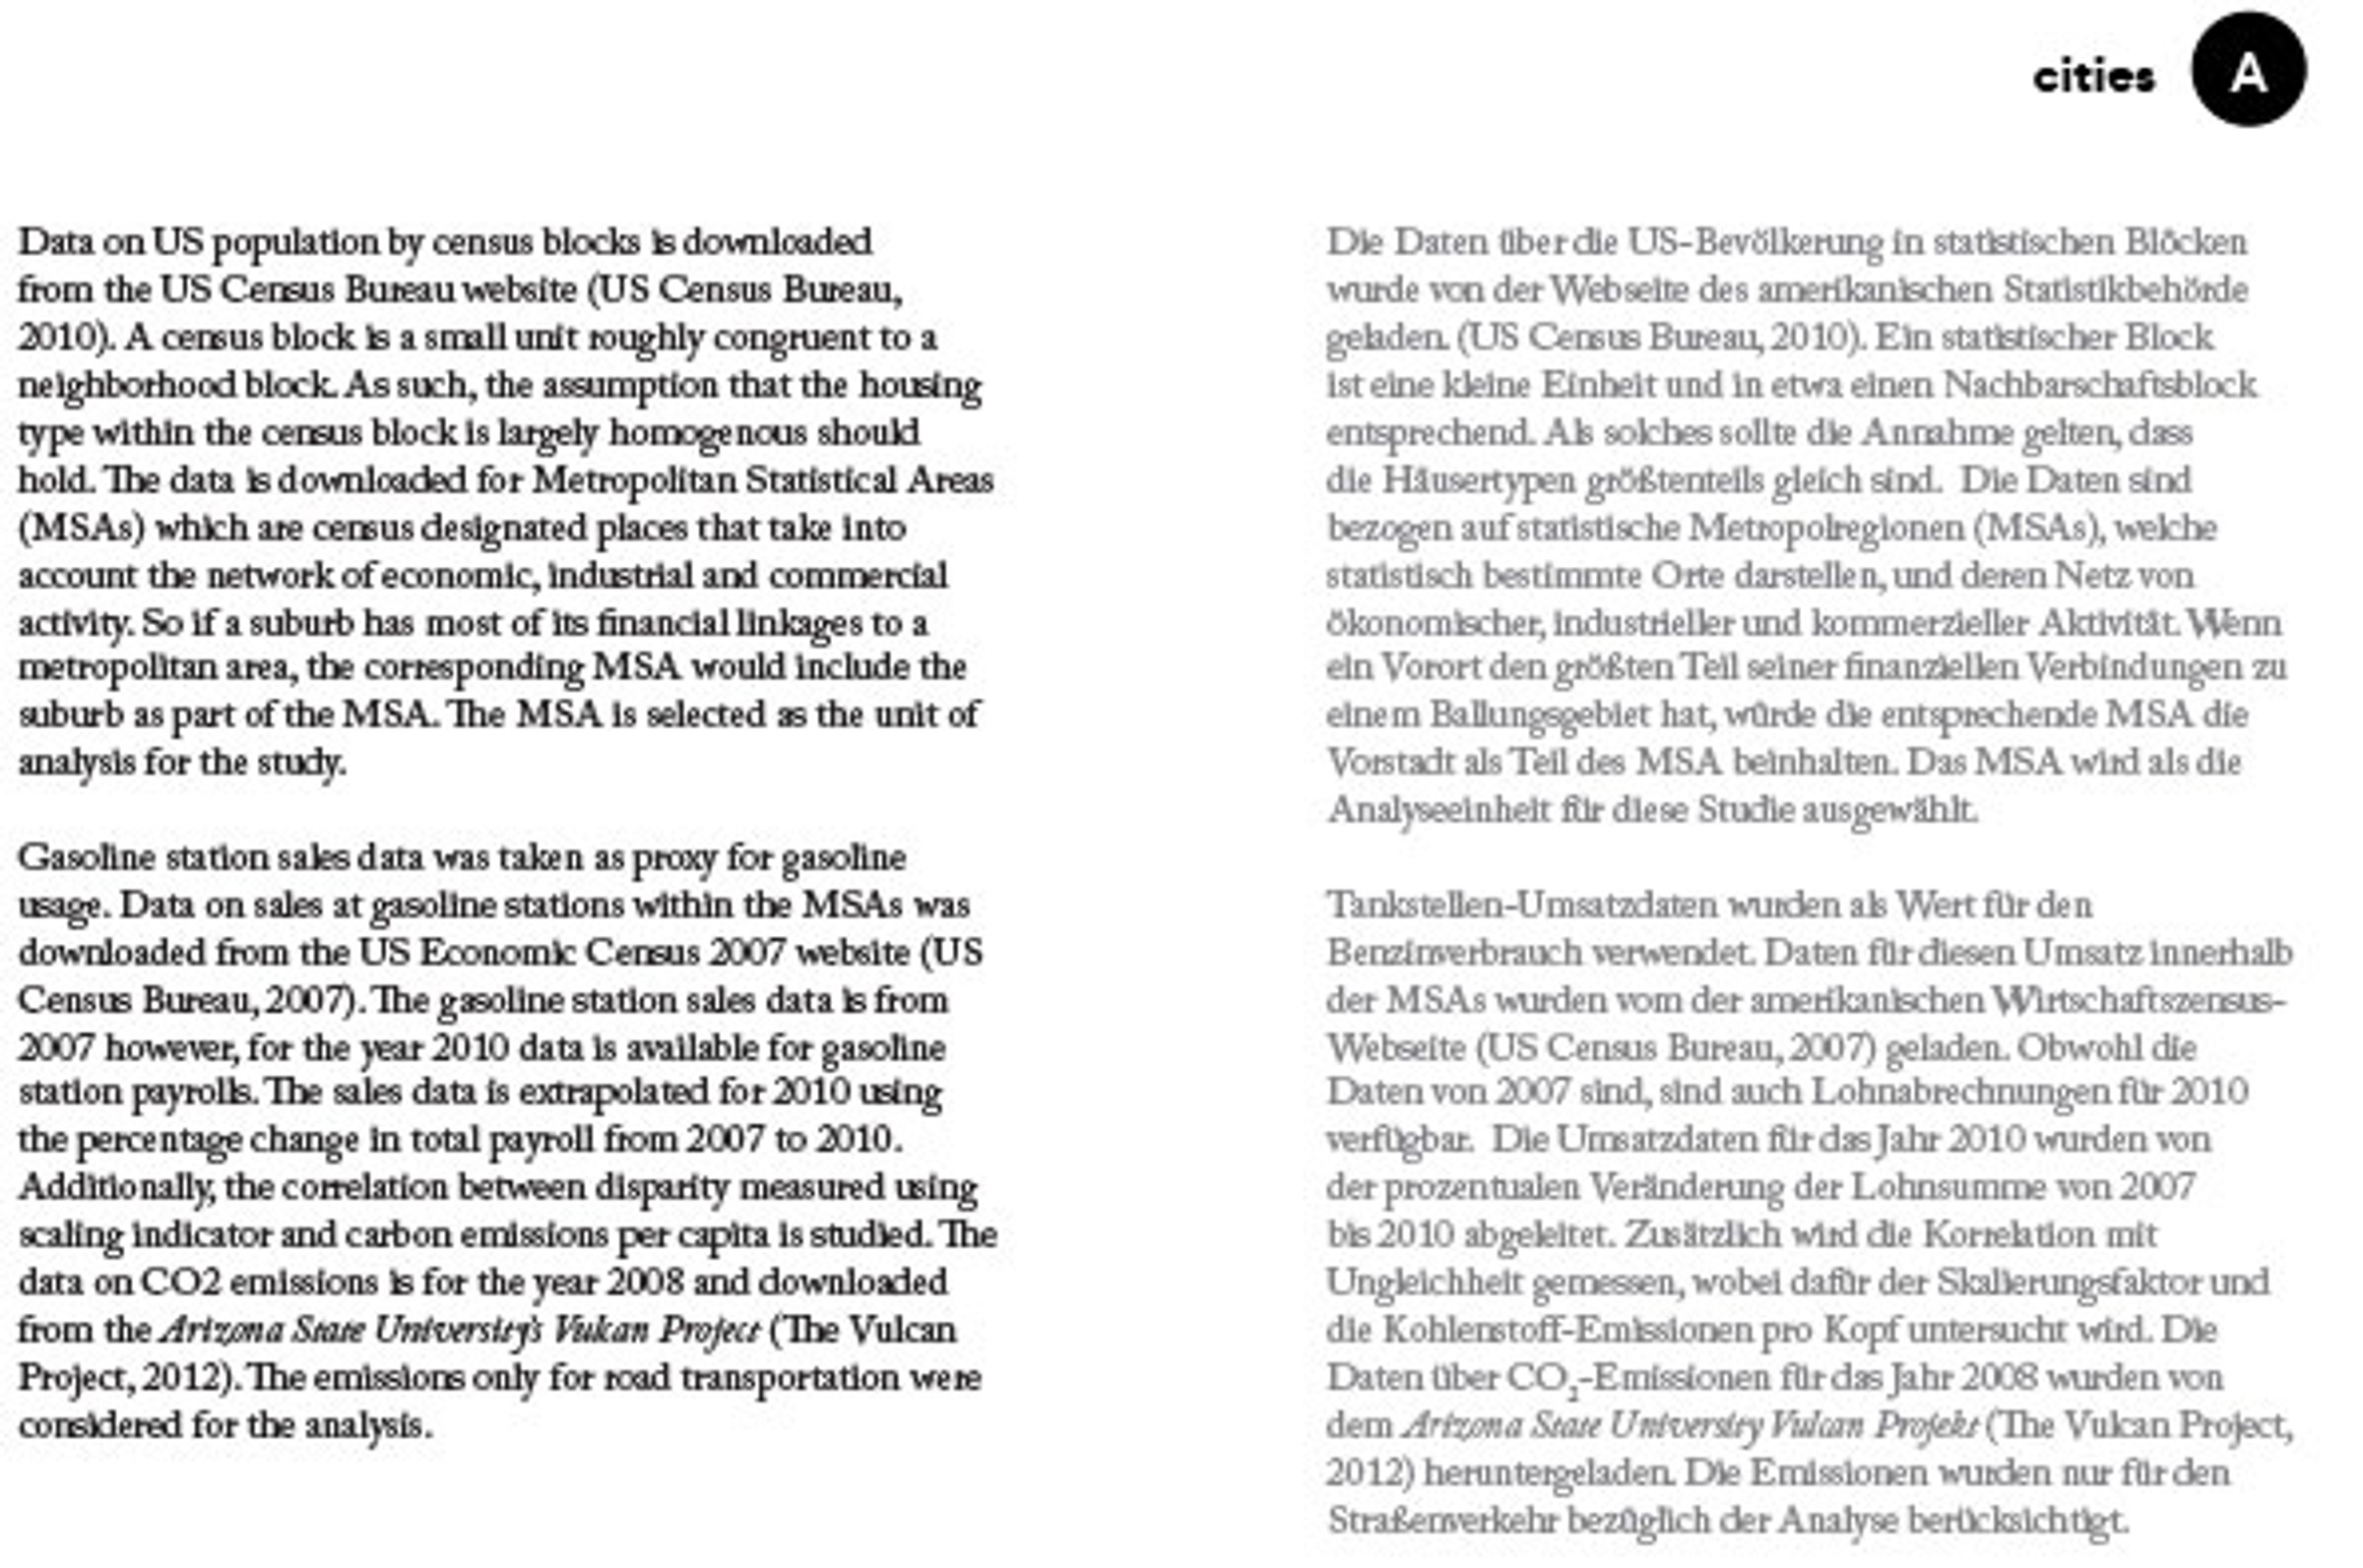 cities A
Data on US population by census blocks is downloaded
from the US Census Bureau website (US Census Bureau,
2010). A census block is a small unit roughly congruent to a
neighborhood block. As such, the assumption that the housing
type within the census block is largely homogenous should
hold. The data is downloaded for Metropolitan Statistical Areas
(MSAs) which are census designated places that take into
account the network of economic, industrial and commercial
activity. So if a suburb has most of its financial linkages to a
metropolitan area, the corresponding MSA would include the
suburb as part of the MSA. The MSA is selected as the unit of
analysis for the study.
Gasoline station sales data was taken as proxy for gasoline
usage. Data on sales at gasoline stations within the MSAs was
downloaded from the US Economic Census 2007 website (US
Census Bureau, 2007). The gasoline station sales data is from
2007 however, for the year 2010 data is available for gasoline
station payrolls. The sales data is extrapolated for 2010 using
the percentage change in total payroll from 2007 to 2010.
Additionally, the correlation between disparity measured using
scaling indicator and carbon emissions per capita is studied. The
data on CO2 emissions is for the year 2008 and downloaded
from the Arizona State University's Vulcan Project (The Vulcan
Project, 2012). The emissions only for road transportation were
considered for the analysis.
Die Daten über die US-Bevölkerung in statistischen Blöcken
wurde von der Webseite des amerikanischen Statistikbehörde
geladen. (US Census Bureau, 2010). Ein statistischer Block
ist eine kleine Einheit und in etwa einen Nachbarschaftsblock
entsprechend. Als solches sollte die Annahme gelten, dass
die Häusertypen größtenteils gleich sind. Die Daten sind
bezogen auf statistische Metropolregionen (MSAs), welche
statistisch bestimmte Orte darstellen, und deren Netz von
ökonomischer, industrieller und kommerzieller Aktivität. Wenn
ein Vorort den größten Teil seiner finanziellen Verbindungen zu
einem Ballungsgebiet hat, würde die entsprechende MSA die
Vorstadt als Teil des MSA beinhalten. Das MSA wird als die
Analyseeinheit für diese Studie ausgewählt.
Tankstellen-Umsatzdaten wurden als Wert für den
Benzinverbrauch verwendet. Daten für diesen Umsatz innerhalb
der MSAs wurden vom der amerikanischen Wirtschaftszensus-
Webseite (US Census Bureau, 2007) geladen. Obwohl die
Daten von 2007 sind, sind auch Lohnabrechnungen für 2010
verfügbar. Die Umsatzdaten für das Jahr 2010 wurden von
der prozentualen Veränderung der Lohnsumme von 2007
bis 2010 abgeleitet. Zusätzlich wird die Korrelation mit
Ungleichheit gemessen, wobei dafür der Skalierungsfaktor und
die Kohlenstoff-Emissionen pro Kopf untersucht wird. Die
Daten über CO₂-Emissionen für das Jahr 2008 wurden von
dem Arizona State University Vulcan Projekt (The Vulcan Project,
2012) heruntergeladen. Die Emissionen wurden nur für den
Straßenverkehr bezüglich der Analyse berücksichtigt.